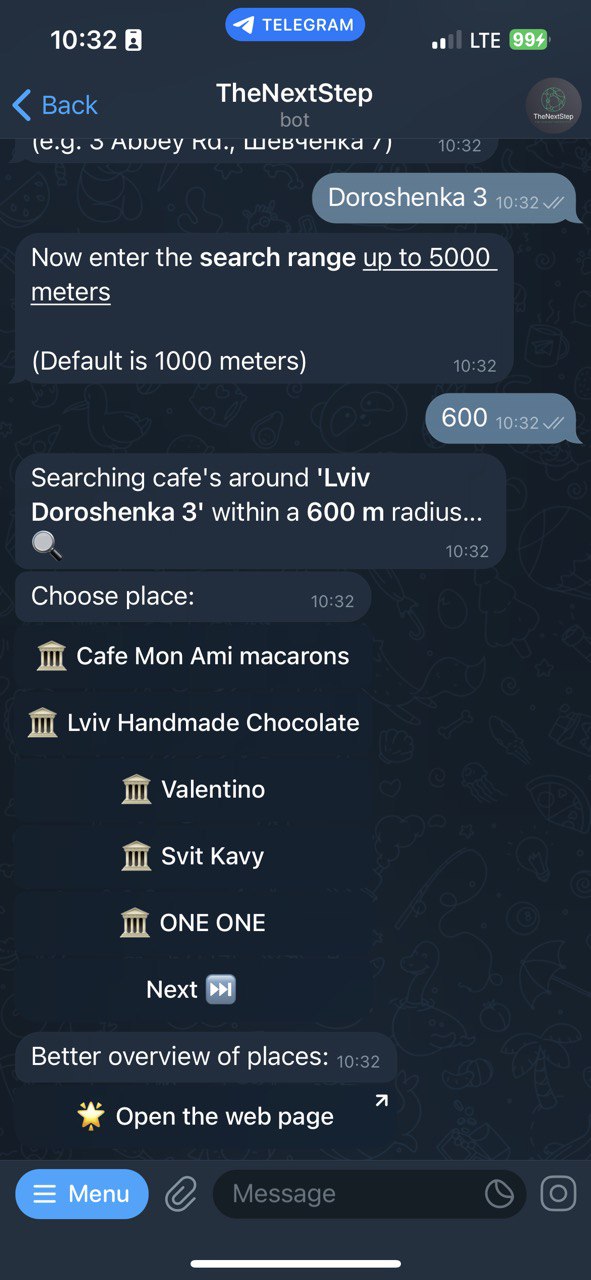 10:32
TELEGRAM
LTE 99
Back
TheNextStep
bot
TheNextStep
(e.g. 3 Abbey Rd., Шевченка 7) 10:32
Doroshenka 3 10:32
Now enter the search range up to 5000
meters
(Default is 1000 meters) 10:32
600 10:32
Searching cafe's around 'Lviv
Doroshenka 3' within a 600 m radius...
10:32
Choose place: 10:32
Cafe Mon Ami macarons
Lviv Handmade Chocolate
Valentino
Svit Kavy
ONE ONE
Next
Better overview of places: 10:32
Open the web page
Menu
Message